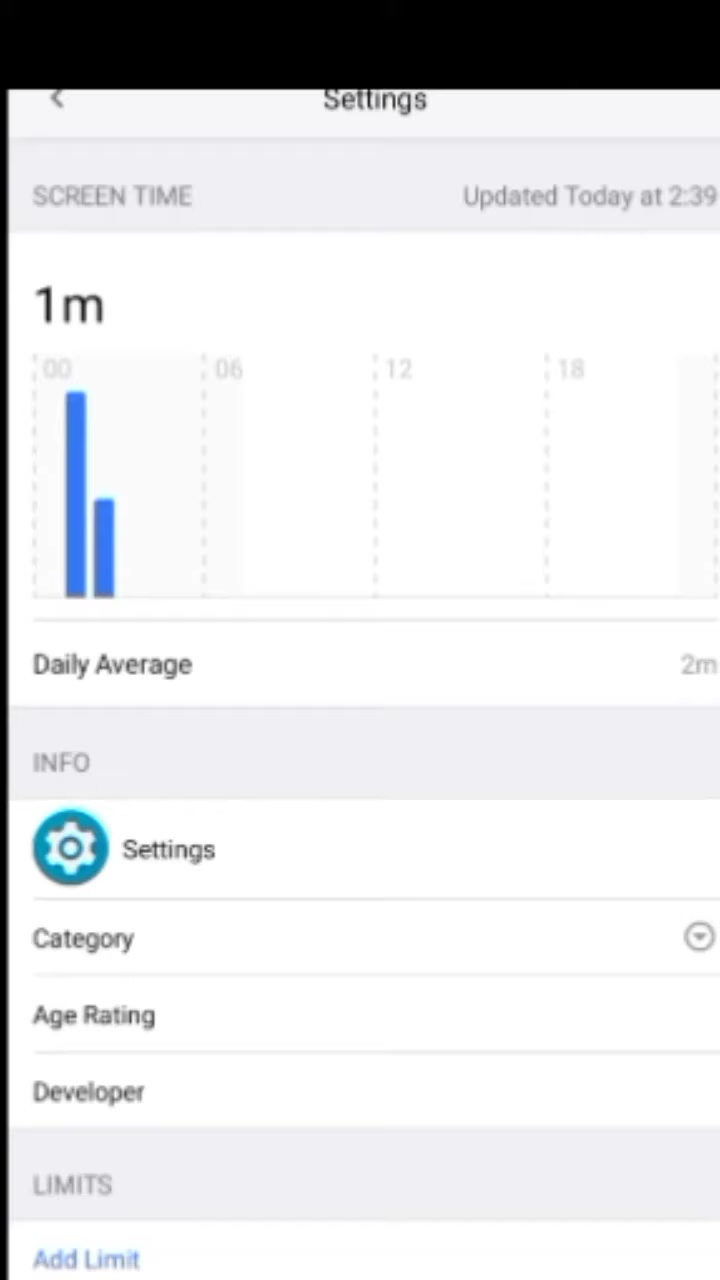 Settings
SCREEN TIME Updated Today at 2:39
1m
00 06 12 18
Daily Average 2m
INFO
Settings
Category
Age Rating
Developer
LIMITS
Add Limit